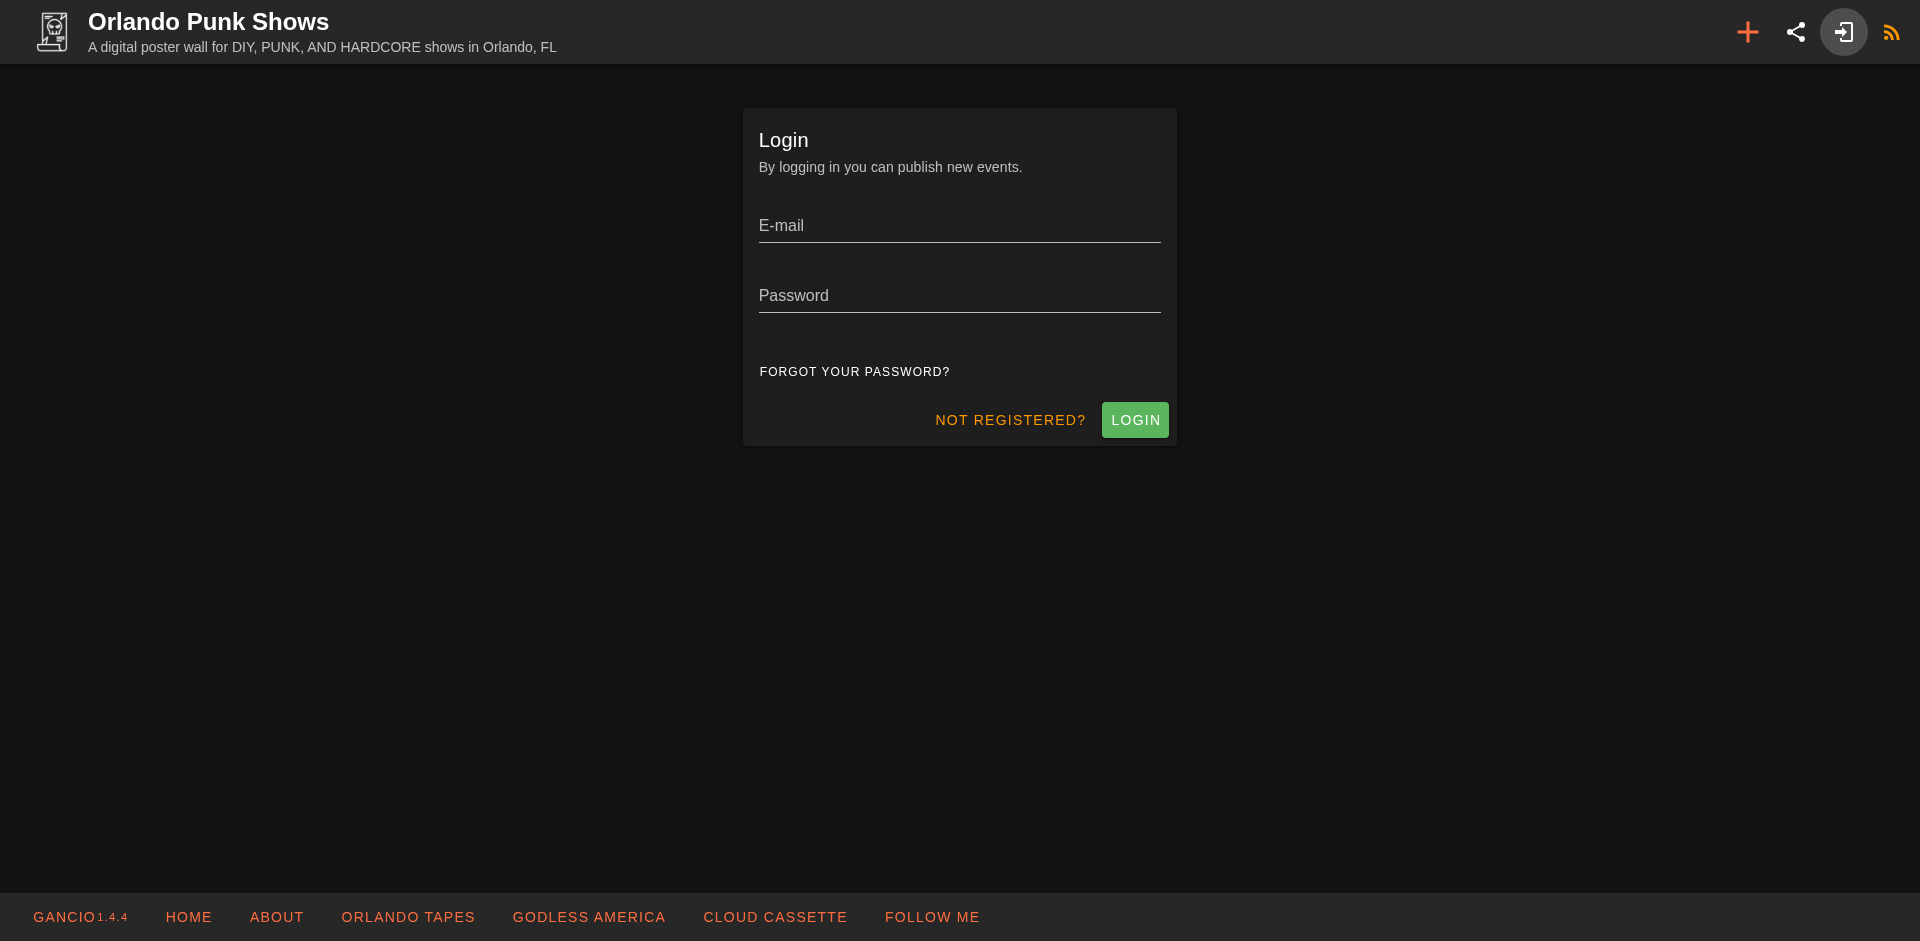 Orlando Punk Shows
A digital poster wall for DIY, PUNK, AND HARDCORE shows in Orlando, FL
Login
By logging in you can publish new events.
E-mail
Password
FORGOT YOUR PASSWORD?
NOT REGISTERED? LOGIN
GANCIO 1.4.4 HOME ABOUT ORLANDO TAPES GODLESS AMERICA CLOUD CASSETTE FOLLOW ME